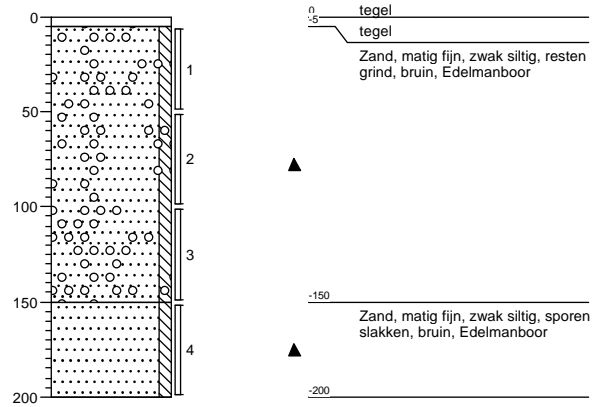 0
50
100
150
200
1
2
3
4
0
tegel
-5
tegel
Zand, matig fijn, zwak siltig, resten
grind, bruin, Edelmanboor
-150
Zand, matig fijn, zwak siltig, sporen
slakken, bruin, Edelmanboor
-200